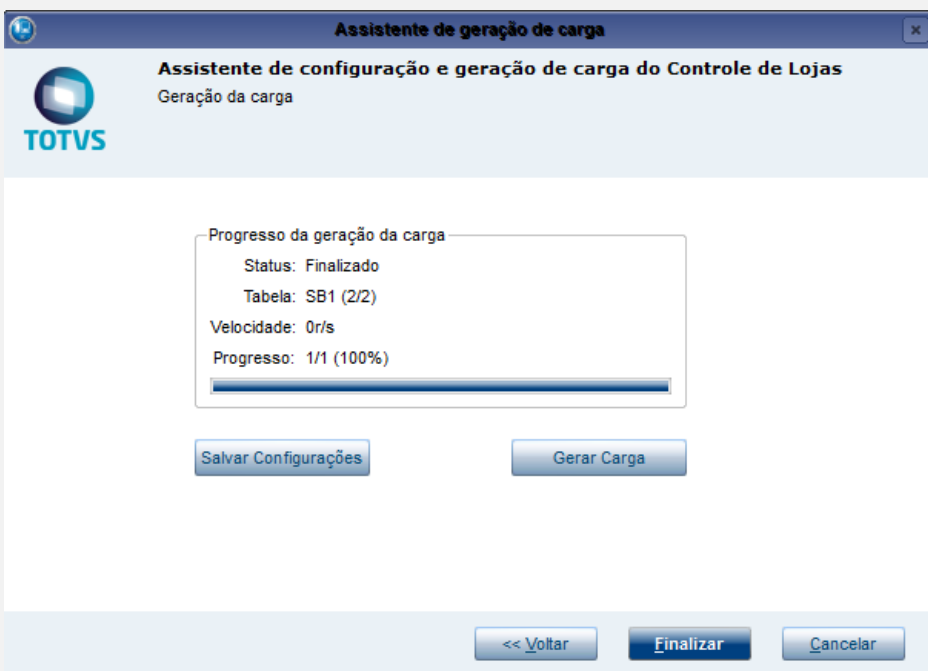 Assistente de geração de carga
Assistente de configuração e geração de carga do Controle de Lojas
Geração da carga
TOTVS
Progresso da geração da carga
Status: Finalizado
Tabela: SB1 (2/2)
Velocidade: 0r/s
Progresso: 1/1 (100%)
Salvar Configurações Gerar Carga
<< Voltar Finalizar Cancelar